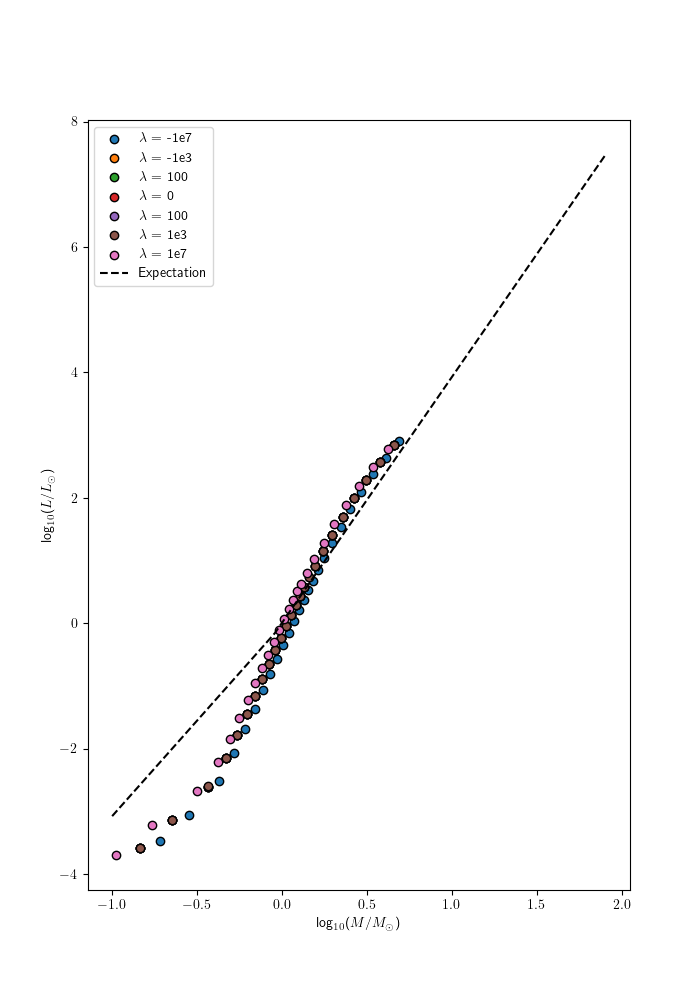 8
6
4
2
0
−2
−4
λ = -1e7
λ = -1e3
λ = 100
λ = 0
λ = 100
λ = 1e3
λ = 1e7
Expectation
log₁₀(L/L☉)
−1.0 −0.5 0.0 0.5 1.0 1.5 2.0
log₁₀(M/M☉)